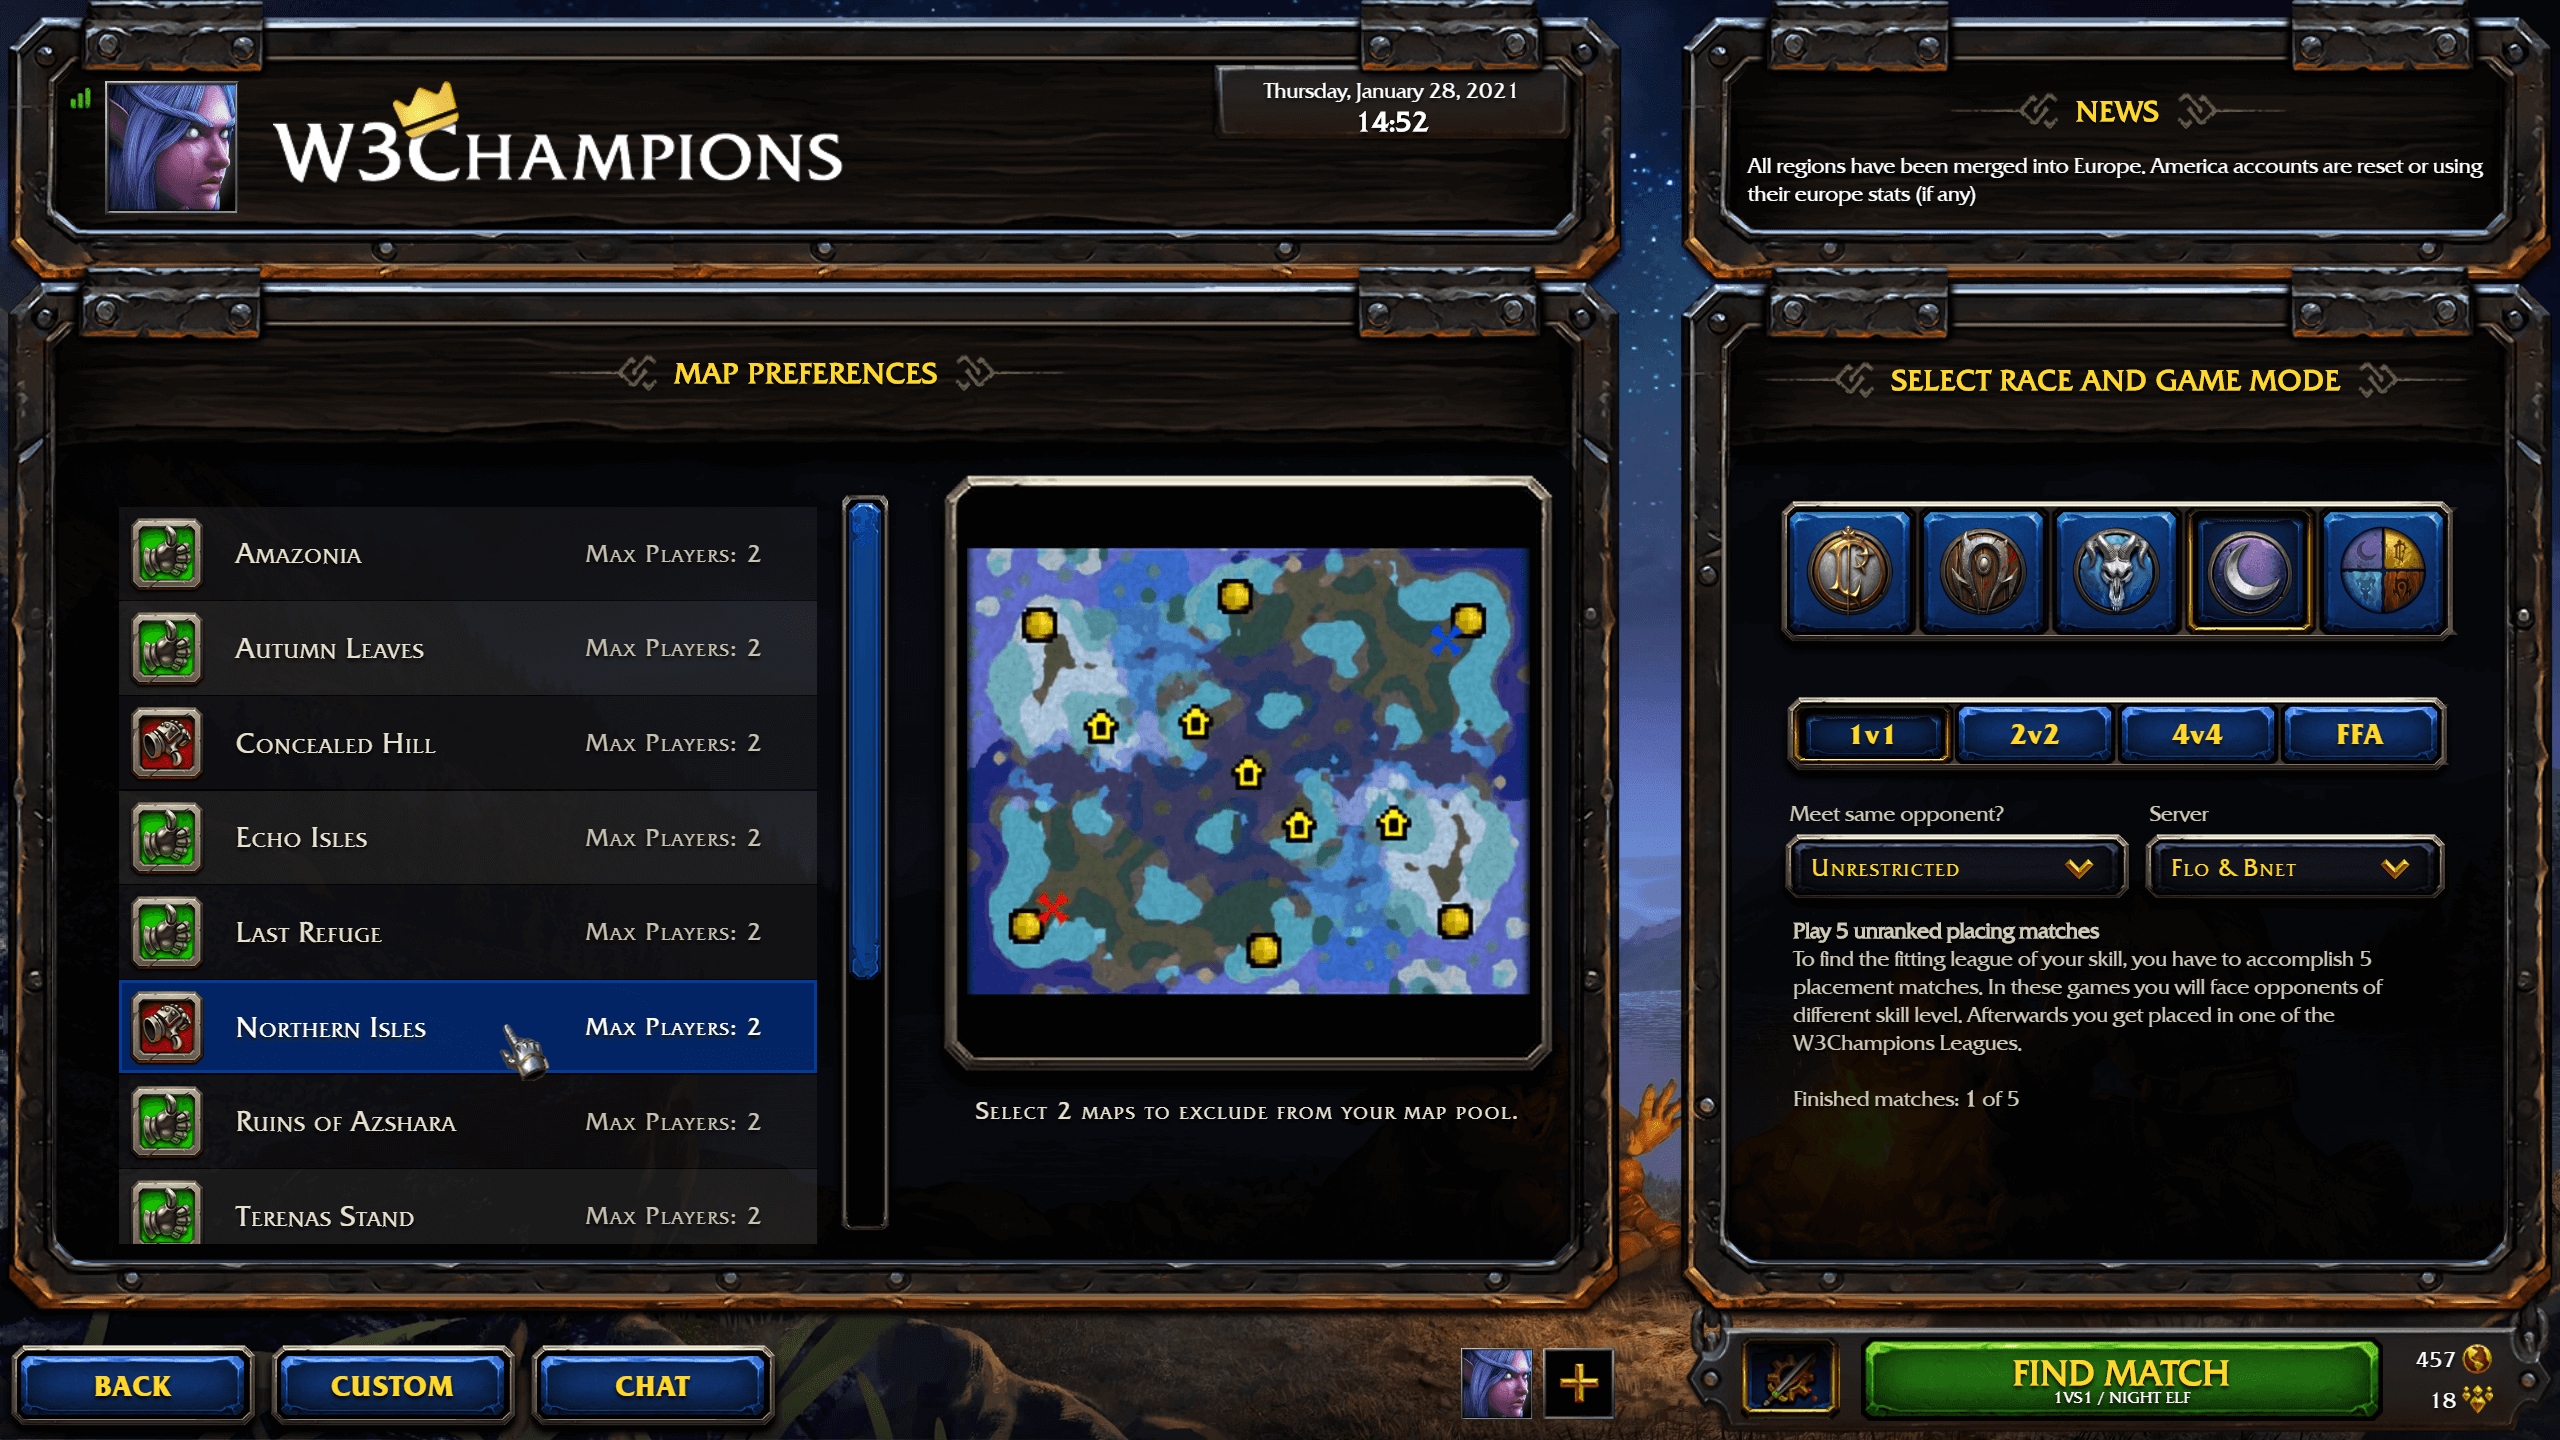 W3Champions
Thursday, January 28, 2021
14:52
NEWS
All regions have been merged into Europe. America accounts are reset or using
their europe stats (if any)
MAP PREFERENCES
Amazonia Max Players: 2
Autumn Leaves Max Players: 2
Concealed Hill Max Players: 2
Echo Isles Max Players: 2
Last Refuge Max Players: 2
Northern Isles Max Players: 2
Ruins of Azshara Max Players: 2
Terenas Stand Max Players: 2
Select 2 maps to exclude from your map pool.
SELECT RACE AND GAME MODE
1v1 2v2 4v4 FFA
Meet same opponent? Server
Unrestricted Flo & Bnet
Play 5 unranked placing matches
To find the fitting league of your skill, you have to accomplish 5
placement matches. In these games you will face opponents of
different skill level. Afterwards you get placed in one of the
W3Champions Leagues.
Finished matches: 1 of 5
BACK CUSTOM CHAT
FIND MATCH
1VS1 / NIGHT ELF
457
18